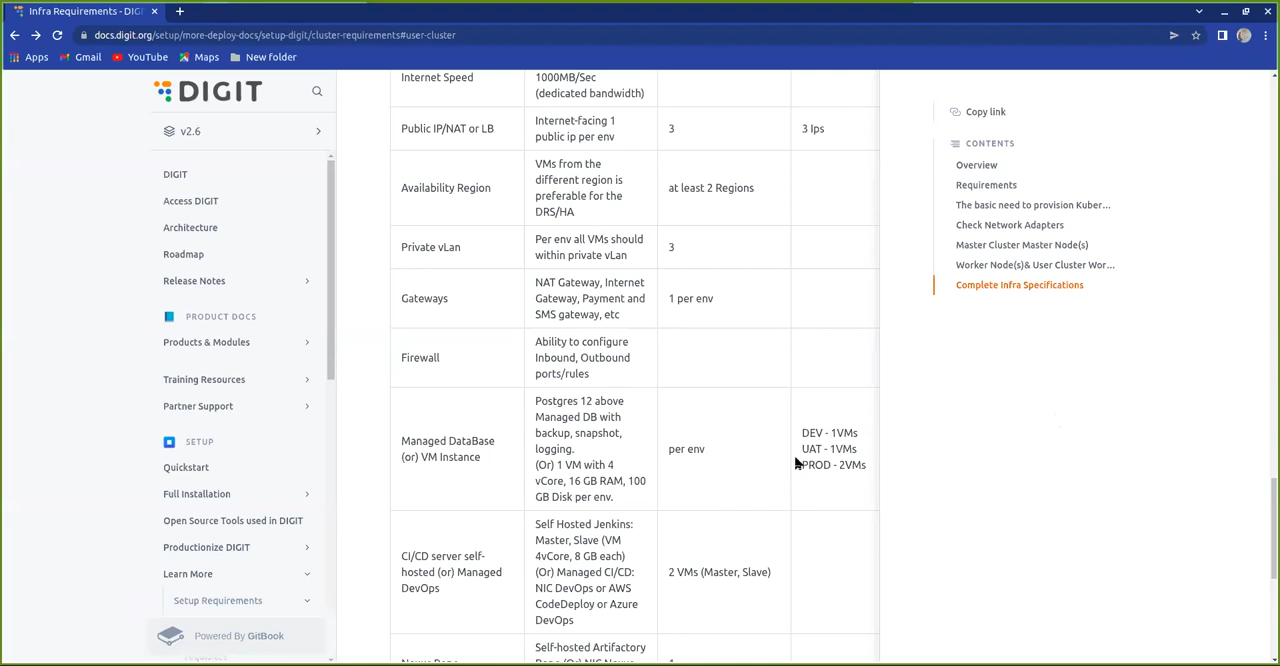 Infra Requirements - DIG
docs.digit.org/setup/more-deploy-docs/setup-digit/cluster-requirements#user-cluster
Apps
Gmail
YouTube
Maps
New folder
DIGIT
v2.6
DIGIT
Access DIGIT
Architecture
Roadmap
Release Notes
PRODUCT DOCS
Products & Modules
Training Resources
Partner Support
SETUP
Quickstart
Full Installation
Open Source Tools used in DIGIT
Productionize DIGIT
Learn More
Setup Requirements
Powered By GitBook
Internet Speed
1000MB/Sec
(dedicated bandwidth)
Public IP/NAT or LB
Internet-facing 1
public ip per env
3
3 Ips
Availability Region
VMs from the
different region is
preferable for the
DRS/HA
at least 2 Regions
Private vLan
Per env all VMs should
within private vLan
3
Gateways
NAT Gateway, Internet
Gateway, Payment and
SMS gateway, etc
1 per env
Firewall
Ability to configure
Inbound, Outbound
ports/rules
Managed DataBase
(or) VM Instance
Postgres 12 above
Managed DB with
backup, snapshot,
logging.
(Or) 1 VM with 4
vCore, 16 GB RAM, 100
GB Disk per env.
per env
DEV - 1VMs
UAT - 1VMs
PROD - 2VMs
CI/CD server self-
hosted (or) Managed
DevOps
Self Hosted Jenkins:
Master, Slave (VM
4vCore, 8 GB each)
(Or) Managed CI/CD:
NIC DevOps or AWS
CodeDeploy or Azure
DevOps
2 VMs (Master, Slave)
Self-hosted Artifactory
Copy link
CONTENTS
Overview
Requirements
The basic need to provision Kuber...
Check Network Adapters
Master Cluster Master Node(s)
Worker Node(s)& User Cluster Wor...
Complete Infra Specifications